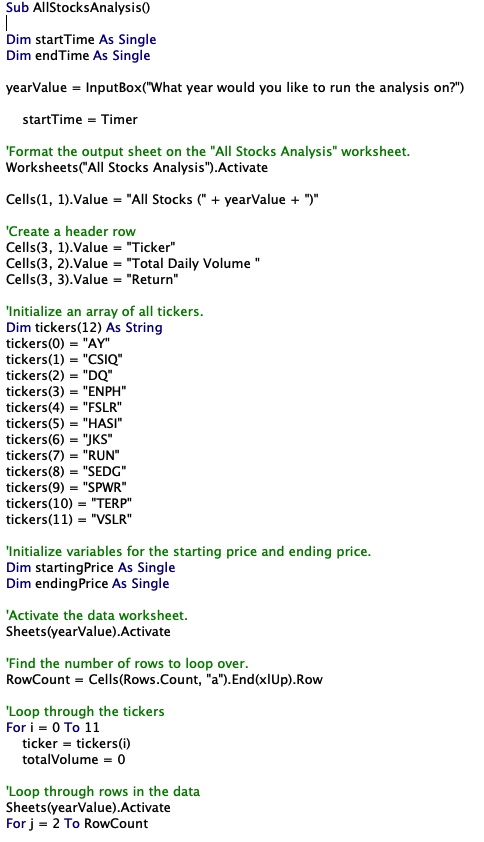 Sub AllStocksAnalysis()
Dim startTime As Single
Dim endTime As Single
yearValue = InputBox("What year would you like to run the analysis on?")
startTime = Timer
'Format the output sheet on the "All Stocks Analysis" worksheet.
Worksheets("All Stocks Analysis").Activate
Cells(1, 1).Value = "All Stocks (" + yearValue + ")"
'Create a header row
Cells(3, 1).Value = "Ticker"
Cells(3, 2).Value = "Total Daily Volume "
Cells(3, 3).Value = "Return"
'Initialize an array of all tickers.
Dim tickers(12) As String
tickers(0) = "AY"
tickers(1) = "CSIQ"
tickers(2) = "DQ"
tickers(3) = "ENPH"
tickers(4) = "FSLR"
tickers(5) = "HASI"
tickers(6) = "JKS"
tickers(7) = "RUN"
tickers(8) = "SEDG"
tickers(9) = "SPWR"
tickers(10) = "TERP"
tickers(11) = "VSLR"
'Initialize variables for the starting price and ending price.
Dim startingPrice As Single
Dim endingPrice As Single
'Activate the data worksheet.
Sheets(yearValue).Activate
'Find the number of rows to loop over.
RowCount = Cells(Rows.Count, "a").End(xlUp).Row
'Loop through the tickers
For i = 0 To 11
ticker = tickers(i)
totalVolume = 0
'Loop through rows in the data
Sheets(yearValue).Activate
For j = 2 To RowCount